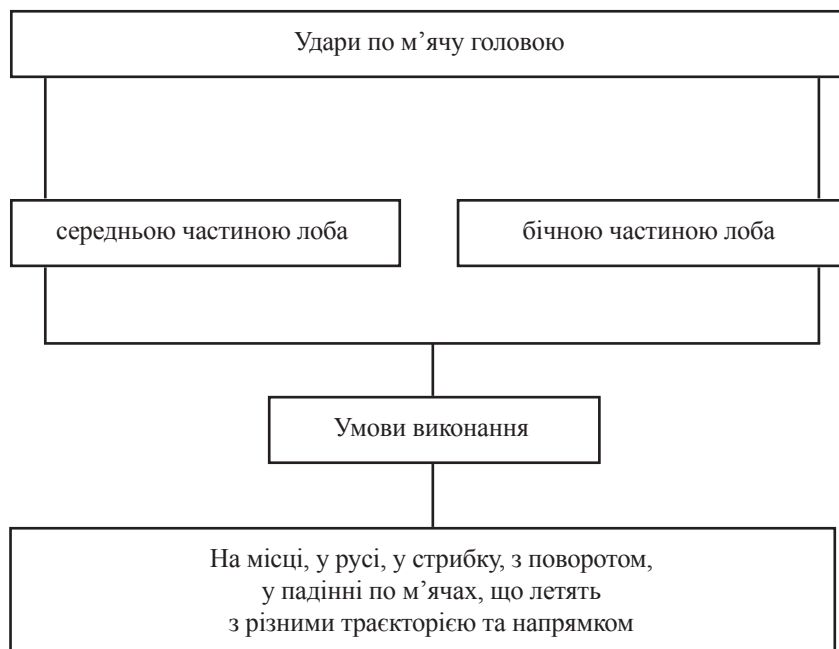 Удари по м’ячу головою
середньою частиною лоба
бічною частиною лоба
Умови виконання
На місці, у русі, у стрибку, з поворотом,
у падінні по м’ячах, що летять
з різними траєкторією та напрямком